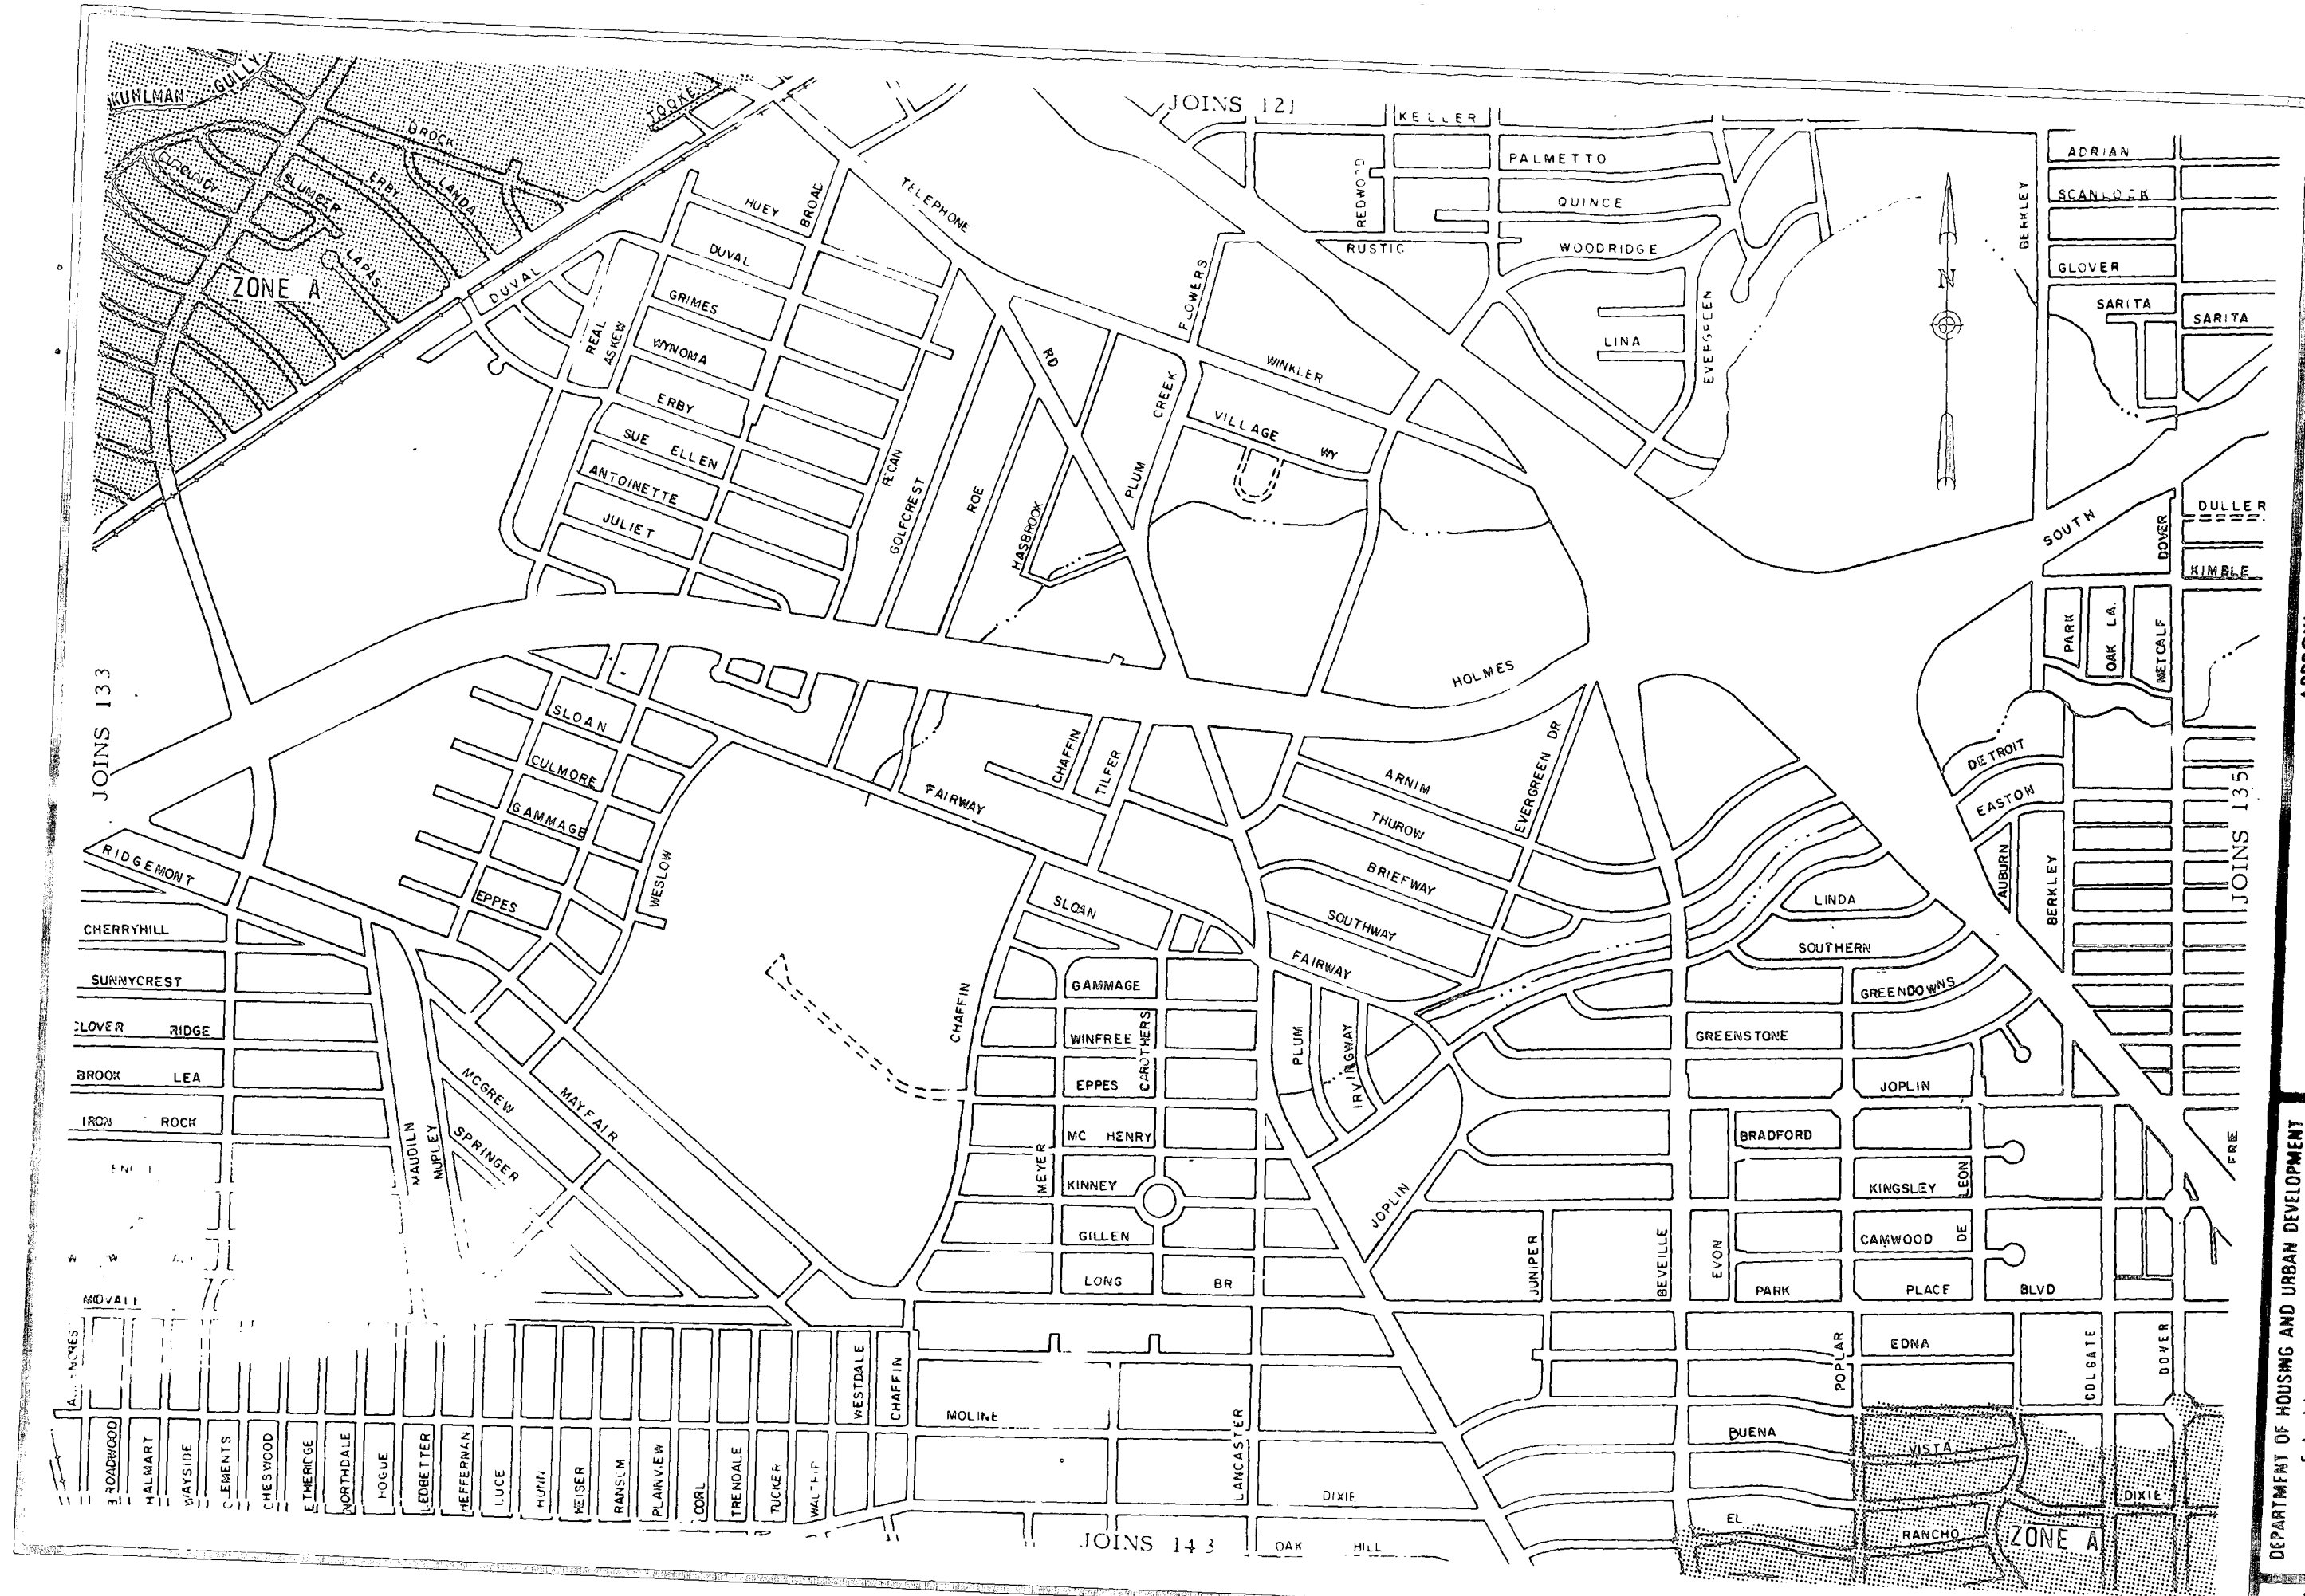 KUHLMAN GULLY
TOOKE
BROCK
SLUMBER
ERBY
LANDA
LAPAS
ZONE A
JOINS 121
KELLER
PALMETTO
REDWOOD
QUINCE
RUSTIC
WOODRIDGE
LINA
BERKLEY
ADRIAN
GLOVER
SARITA
SARITA
N
HUEY
BROAD
TELEPHONE
DUVAL
DUVAL
GRIMES
REAL
ASKEW
WYNOMA
ERBY
SUE ELLEN
ANTOINETTE
JULIET
PECAN
GOLFCREST
ROE
HASBROOK
RD
PLUM CREEK
FLOWERS
WINKLER
VILLAGE WY
SOUTH
DOVER
DULLER
KIMBLE
PARK
OAK LA.
METCALF
HOLMES
JOINS 133
SLOAN
CULMORE
GAMMAGE
EPPES
WESLOW
FAIRWAY
CHAFFIN
TILFER
ARNIM
THUROW
BRIEFWAY
SOUTHWAY
FAIRWAY
EVERGREEN DR
DETROIT
EASTON
AUBURN
BERKLEY
JOINS 135
LINDA
SOUTHERN
GREENDOWNS
GREENSTONE
JOPLIN
RIDGEMONT
CHERRYHILL
SUNNYCREST
CLOVER RIDGE
BROOK LEA
IRON ROCK
MAUDILN
MUPLEY
MCGREW
SPRINGER
MAYFAIR
CHAFFIN
SLOAN
GAMMAGE
WINFREE
CAROTHERS
EPPES
MC HENRY
MEYER
KINNEY
GILLEN
LONG BR
PLUM
IRVINGWAY
JOPLIN
BRADFORD
KINGSLEY
DE LEON
CAMWOOD
PARK PLACE BLVD
JUNIPER
BEVEILLE
EVON
POPLAR
EDNA
COLGATE
DOVER
FRE
BROADWOOD
HALMART
WAYSIDE
CLEMENTS
CHESWOOD
ETHERIDGE
NORTHDALE
HOGUE
LEDBETTER
HEFFERNAN
LUCE
HUNN
KEISER
RANSOM
PLAINVIEW
CORL
TRENDALE
TUCKER
WESTDALE
CHAFFIN
MOLINE
LANCASTER
DIXIE
BUENA VISTA
DIXIE
EL RANCHO
ZONE A
JOINS 143
OAK HILL
DEPARTMENT OF HOUSING AND URBAN DEVELOPMENT